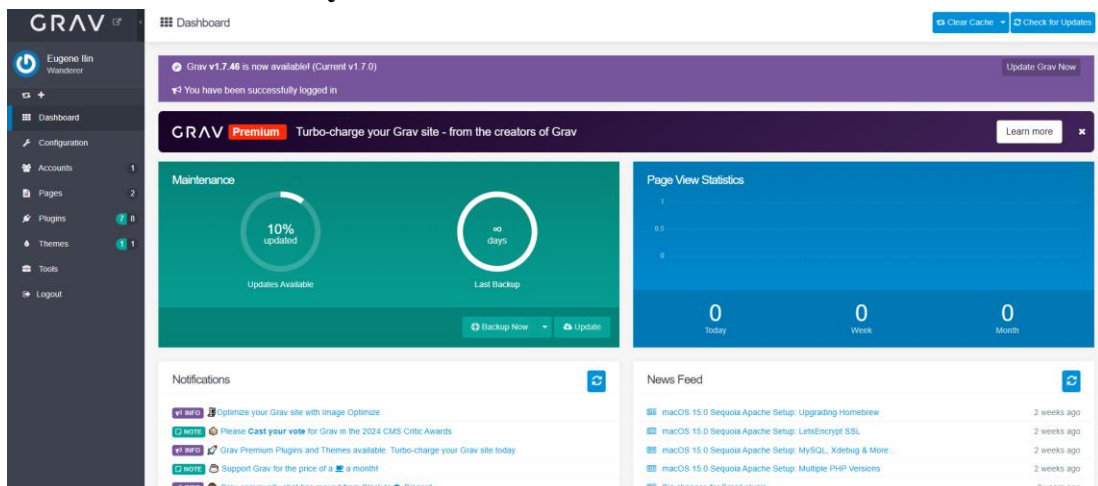 GRAV
Dashboard
Clear Cache
Check for Updates
Eugene Ilin
Wanderer
Grav v1.7.46 is now available! (Current v1.7.0)
Update Grav Now
You have been successfully logged in
Dashboard
Configuration
Accounts 1
Pages 2
Plugins 7 8
Themes 1 1
Tools
Logout
GRAV Premium Turbo-charge your Grav site - from the creators of Grav
Learn more
Maintenance
10%
updated
Updates Available
∞
days
Last Backup
Backup Now
Update
Page View Statistics
1
0.5
0
0
Today
0
Week
0
Month
Notifications
INFO Optimize your Grav site with Image Optimize
NOTE Please Cast your vote for Grav in the 2024 CMS Critic Awards
INFO Grav Premium Plugins and Themes available. Turbo-charge your Grav site today
NOTE Support Grav for the price of a a month!
News Feed
macOS 15.0 Sequoia Apache Setup: Upgrading Homebrew 2 weeks ago
macOS 15.0 Sequoia Apache Setup: LetsEncrypt SSL 2 weeks ago
macOS 15.0 Sequoia Apache Setup: MySQL, Xdebug & More... 2 weeks ago
macOS 15.0 Sequoia Apache Setup: Multiple PHP Versions 2 weeks ago